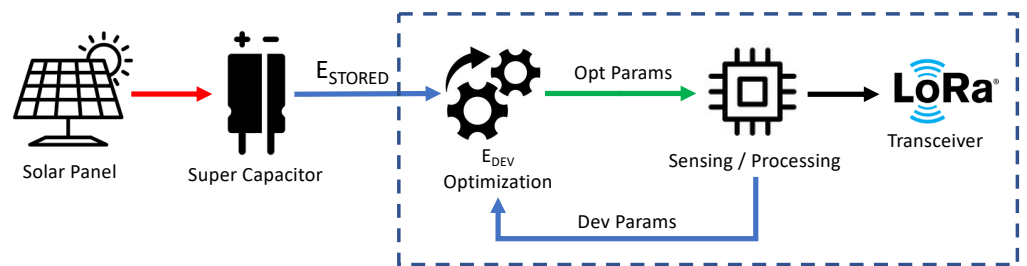 Solar Panel
+ -
Super Capacitor
E_STORED
E_DEV
Optimization
Opt Params
Dev Params
Sensing / Processing
LoRa®
Transceiver